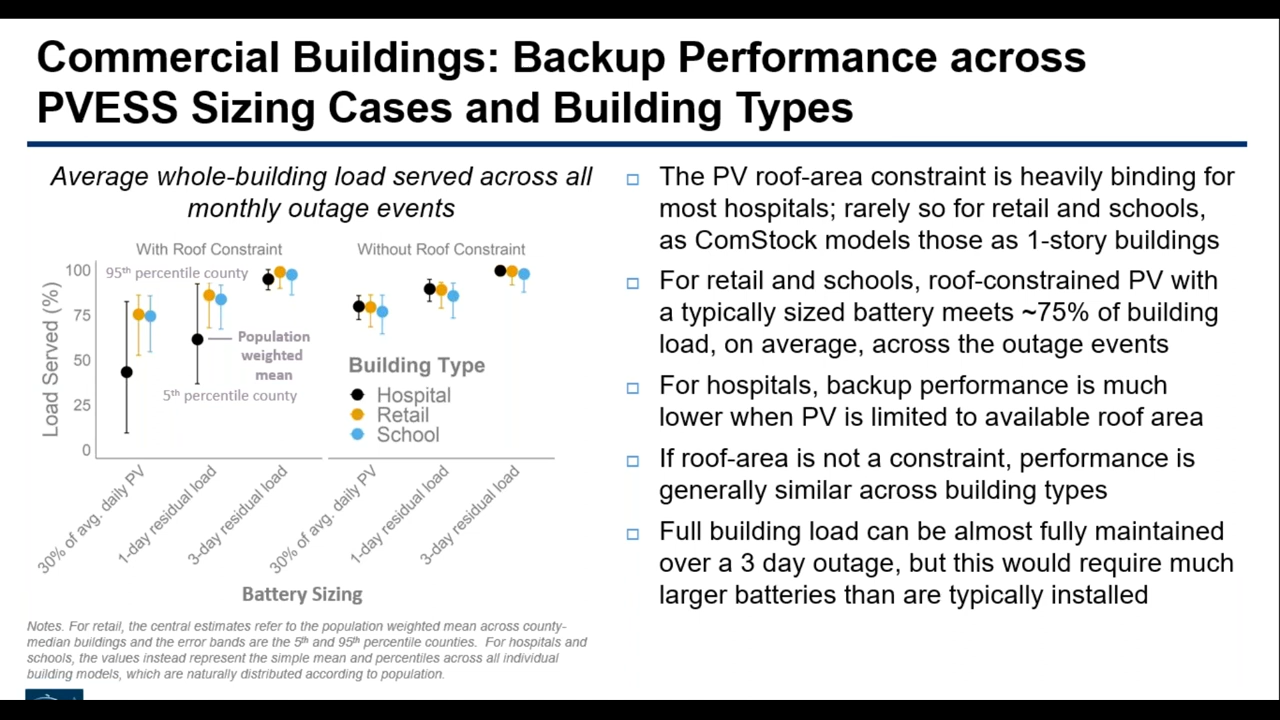 Commercial Buildings: Backup Performance across
PVESS Sizing Cases and Building Types
Average whole-building load served across all
monthly outage events
With Roof Constraint
Without Roof Constraint
Load Served (%)
100
75
50
25
0
95th percentile county
Population
weighted
mean
5th percentile county
Building Type
Hospital
Retail
School
30% of avg. daily PV
1-day residual load
3-day residual load
30% of avg. daily PV
1-day residual load
3-day residual load
Battery Sizing
Notes. For retail, the central estimates refer to the population weighted mean across county-
median buildings and the error bands are the 5th and 95th percentile counties. For hospitals and
schools, the values instead represent the simple mean and percentiles across all individual
building models, which are naturally distributed according to population.
The PV roof-area constraint is heavily binding for
most hospitals; rarely so for retail and schools,
as ComStock models those as 1-story buildings
For retail and schools, roof-constrained PV with
a typically sized battery meets ~75% of building
load, on average, across the outage events
For hospitals, backup performance is much
lower when PV is limited to available roof area
If roof-area is not a constraint, performance is
generally similar across building types
Full building load can be almost fully maintained
over a 3 day outage, but this would require much
larger batteries than are typically installed